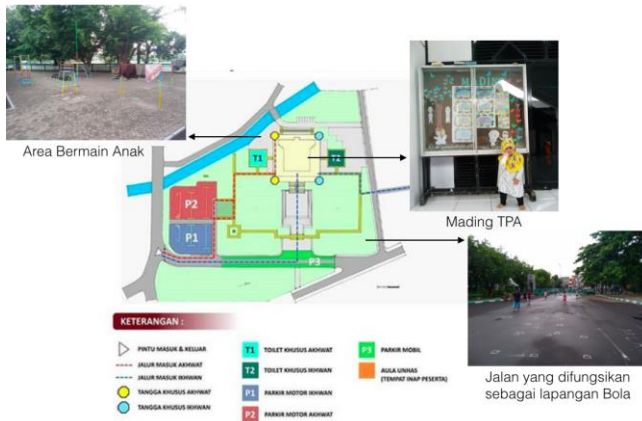 Area Bermain Anak
MADING
Mading TPA
T1
T2
P2
P1
P3
Jalan yang difungsikan
sebagai lapangan Bola
KETERANGAN :
PINTU MASUK & KELUAR
JALUR MASUK AKHWAT
JALUR MASUK IKHWAN
TANGGA KHUSUS AKHWAT
TANGGA KHUSUS IKHWAN
T1 TOILET KHUSUS AKHWAT
T2 TOILET KHUSUS IKHWAN
P1 PARKIR MOTOR IKHWAN
P2 PARKIR MOTOR AKHWAT
P3 PARKIR MOBIL
AULA UNHAS
(TEMPAT INAP PESERTA)